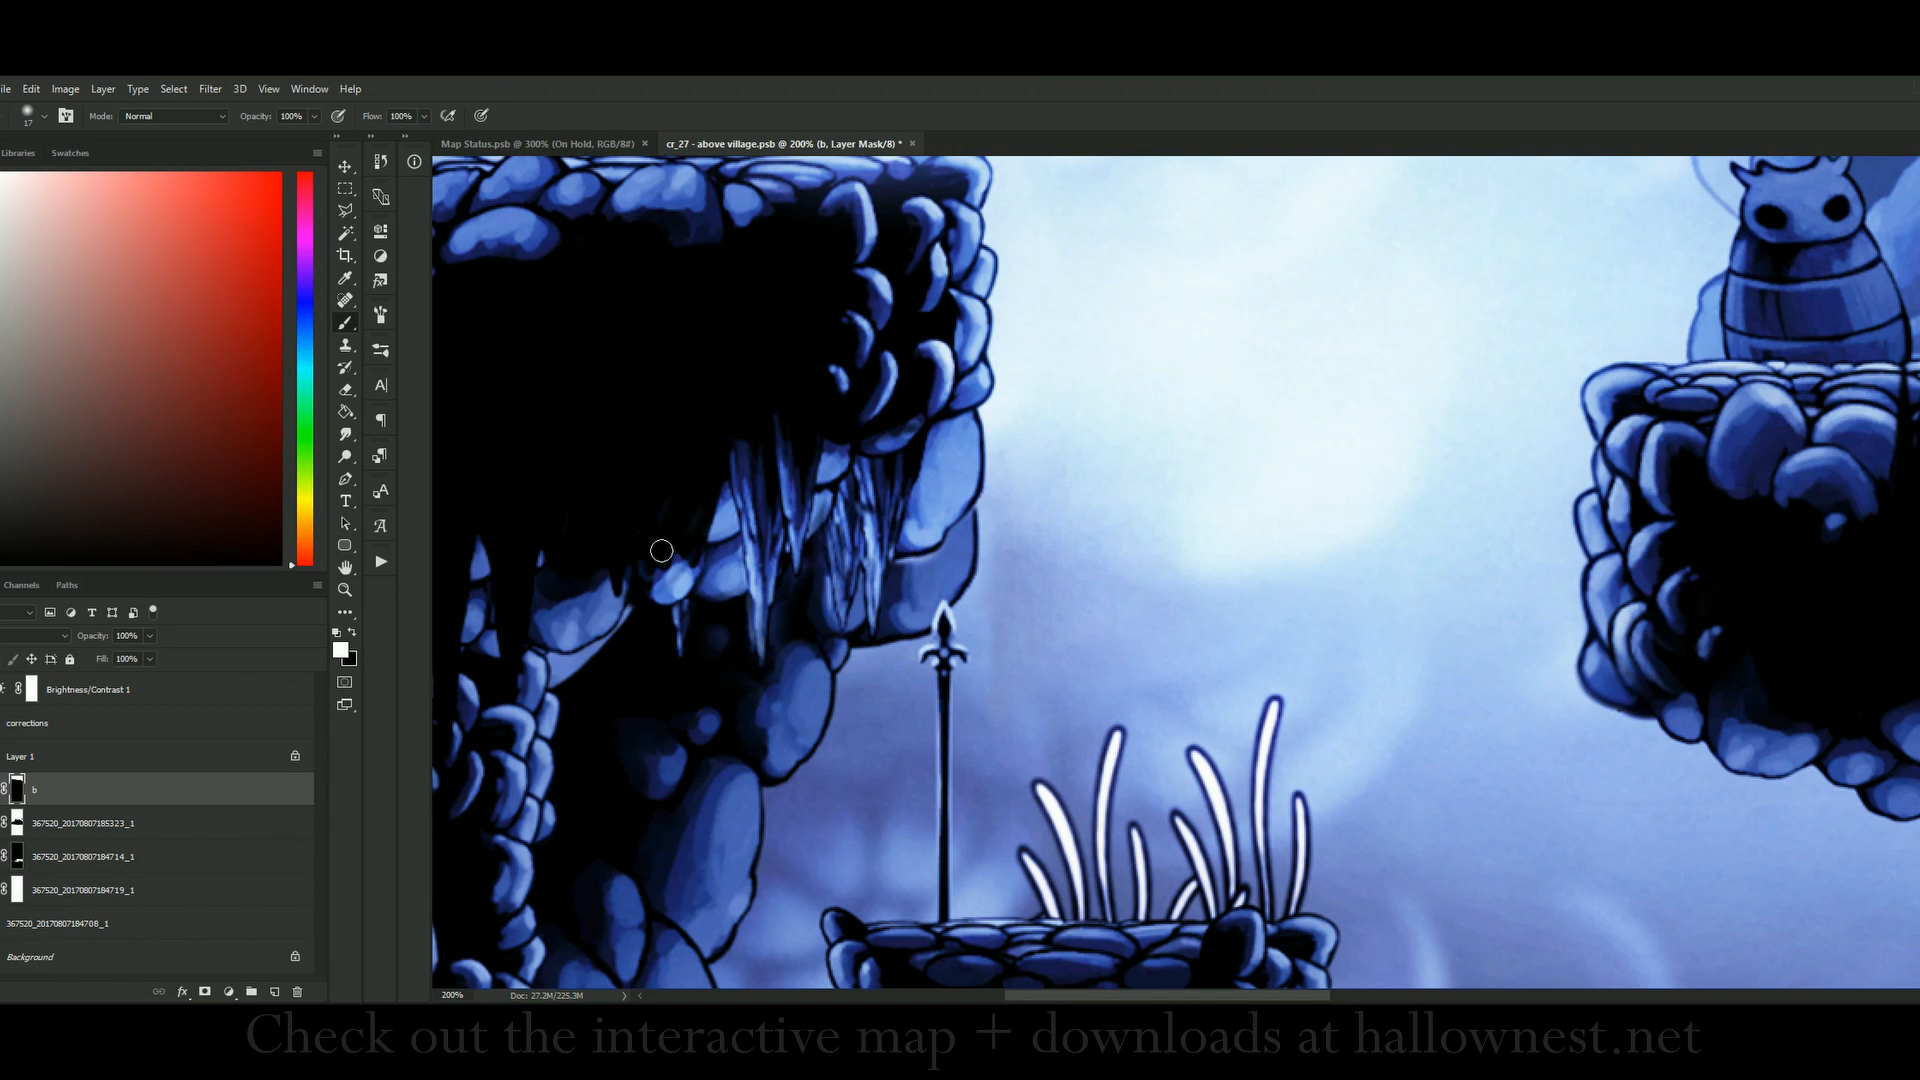 ile Edit Image Layer Type Select Filter 3D View Window Help
17 Mode: Normal Opacity: 100% Flow: 100%
Libraries Swatches
Map Status.psb @ 300% (On Hold, RGB/8#) × cr_27 - above village.psb @ 200% (b, Layer Mask/8) * ×
Channels Paths
Opacity: 100%
Fill: 100%
Brightness/Contrast 1
corrections
Layer 1
b
367520_20170807185323_1
367520_20170807184714_1
367520_20170807184719_1
367520_20170807184708_1
Background
200% Doc: 27.2M/225.3M
Check out the interactive map + downloads at hallownest.net